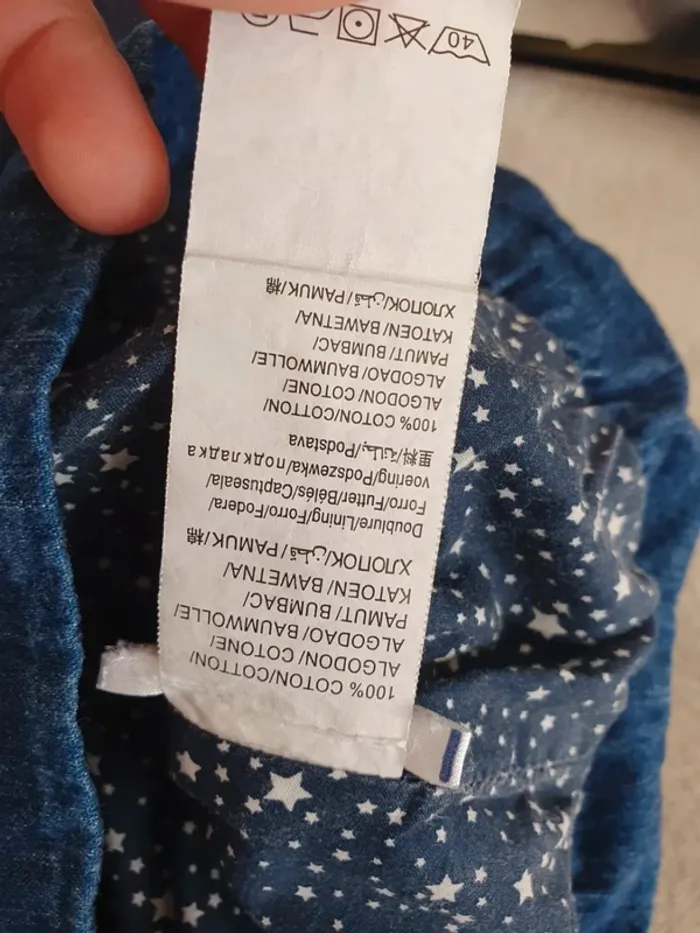 100% COTON/COTTON/
ALGODON/ COTONE/
ALGODAO/ BAUMWOLLE/
PAMUT/ BUMBAC/
KATOEN/ BAWETNA/
ХЛОПОК/قطن/ PAMUK/棉
Doublure/Lining/Forro/Fodera/
Forro/Futter/Bélés/Captuseala/
voering/Podszewka/подкладка
里料/بطانة/Podstava
100% COTON/COTTON/
ALGODON/ COTONE/
ALGODAO/ BAUMWOLLE/
PAMUT/ BUMBAC/
KATOEN/ BAWETNA/
ХЛОПОК/قطن/ PAMUK/棉
40